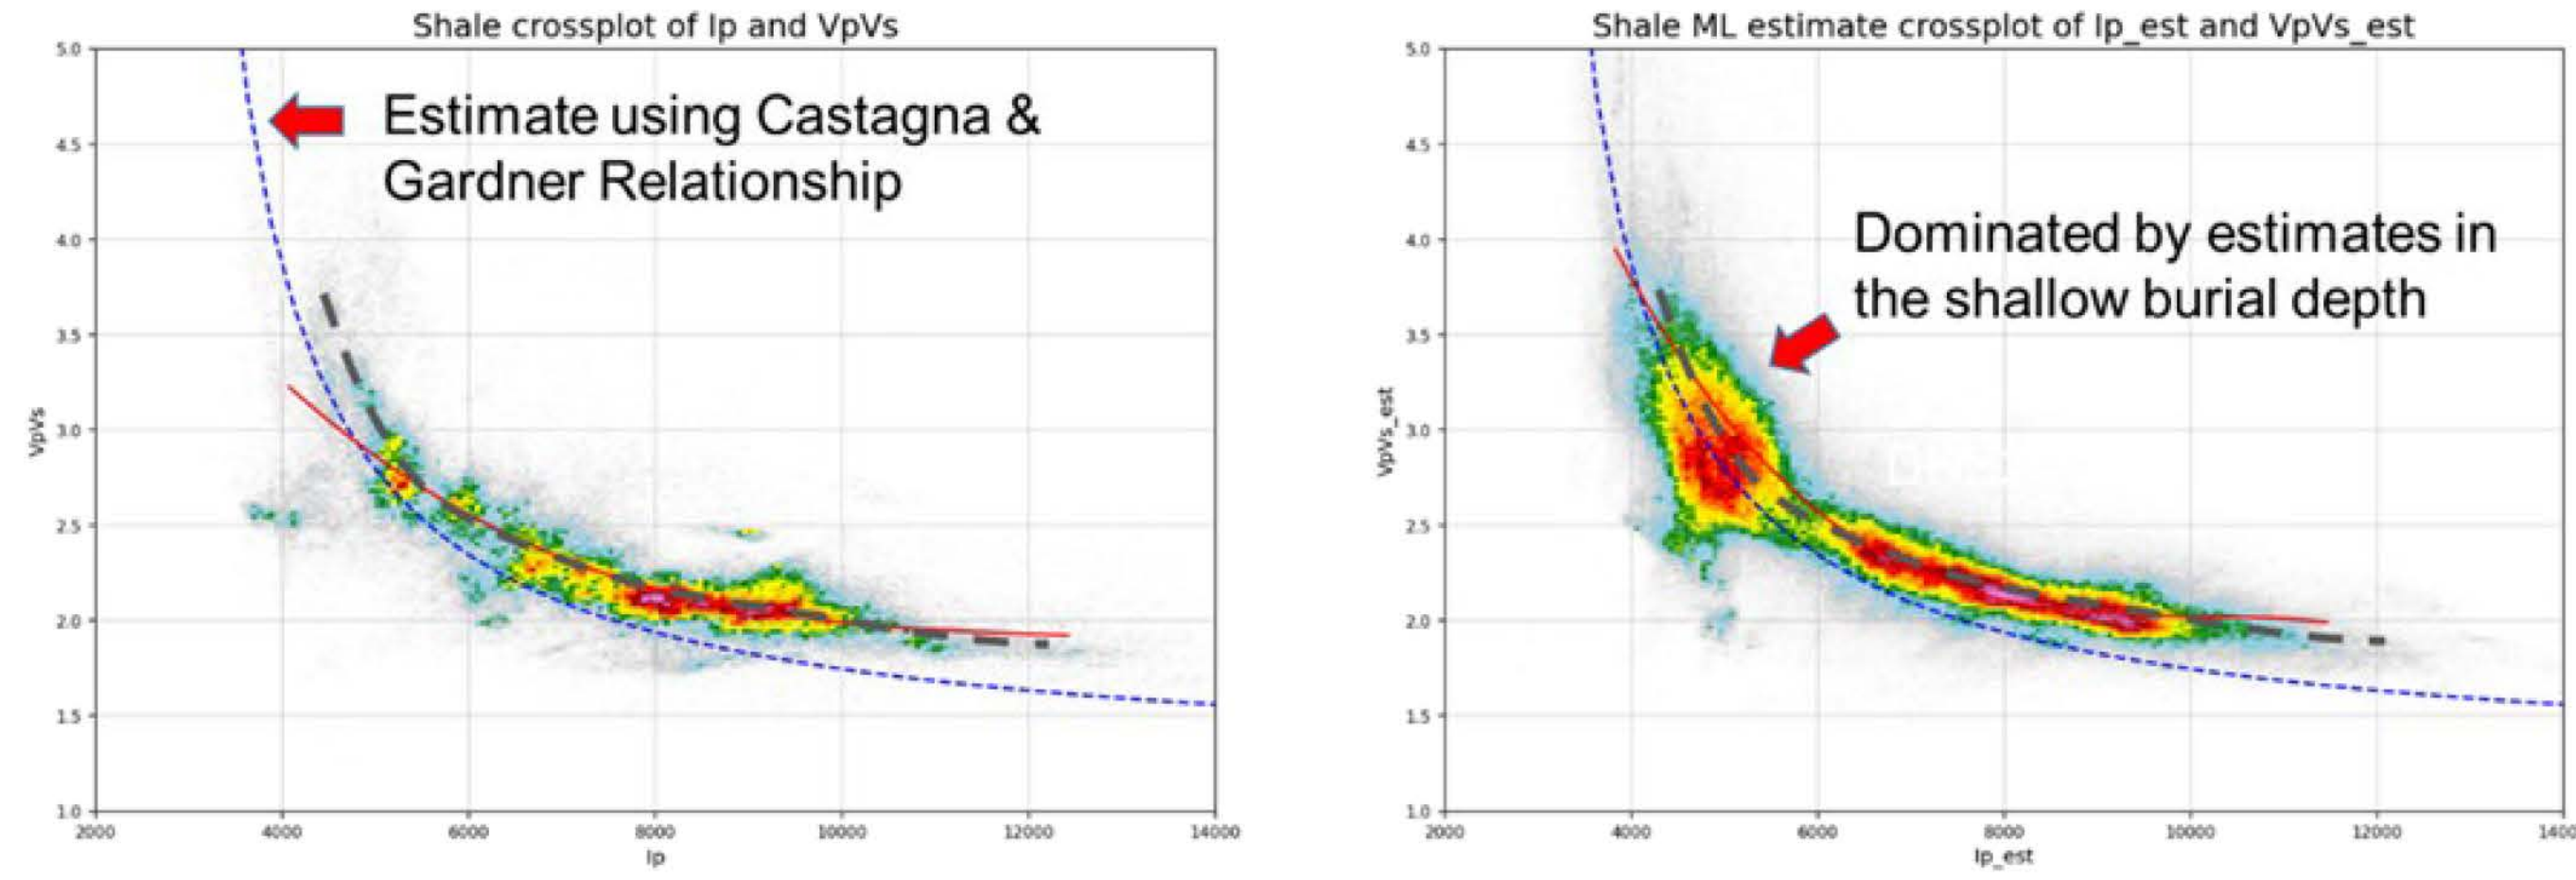 Shale crossplot of Ip and VpVs
5.0
4.5
4.0
3.5
3.0
2.5
2.0
1.5
1.0
VpVs
Estimate using Castagna &
Gardner Relationship
2000 4000 6000 8000 10000 12000 14000
Ip
Shale ML estimate crossplot of Ip_est and VpVs_est
5.0
4.5
4.0
3.5
3.0
2.5
2.0
1.5
1.0
VpVs_est
Dominated by estimates in
the shallow burial depth
2000 4000 6000 8000 10000 12000 1400
Ip_est